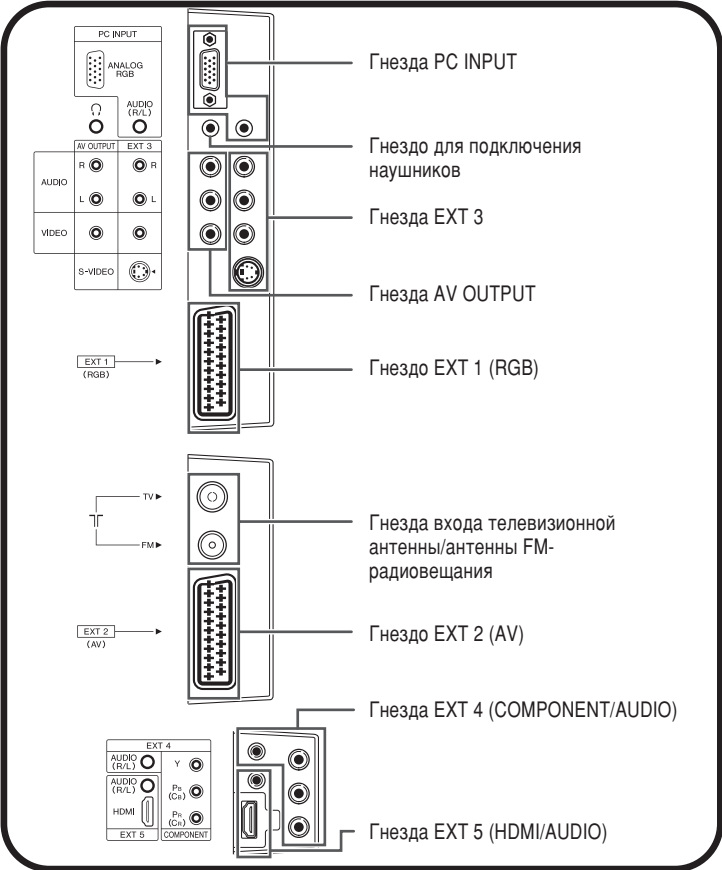 PC INPUT
ANALOG
RGB
AUDIO
(R/L)
AV OUTPUT EXT 3
AUDIO
R R
L L
VIDEO
S-VIDEO
EXT 1
(RGB)
TV
FM
EXT 2
(AV)
EXT 4
AUDIO
(R/L)
Y
AUDIO
(R/L)
PB
(CB)
HDMI
PR
(CR)
EXT 5 COMPONENT
Гнезда PC INPUT
Гнездо для подключения
наушников
Гнезда EXT 3
Гнезда AV OUTPUT
Гнездо EXT 1 (RGB)
Гнезда входа телевизионной
антенны/антенны FM-
радиовещания
Гнездо EXT 2 (AV)
Гнезда EXT 4 (COMPONENT/AUDIO)
Гнезда EXT 5 (HDMI/AUDIO)